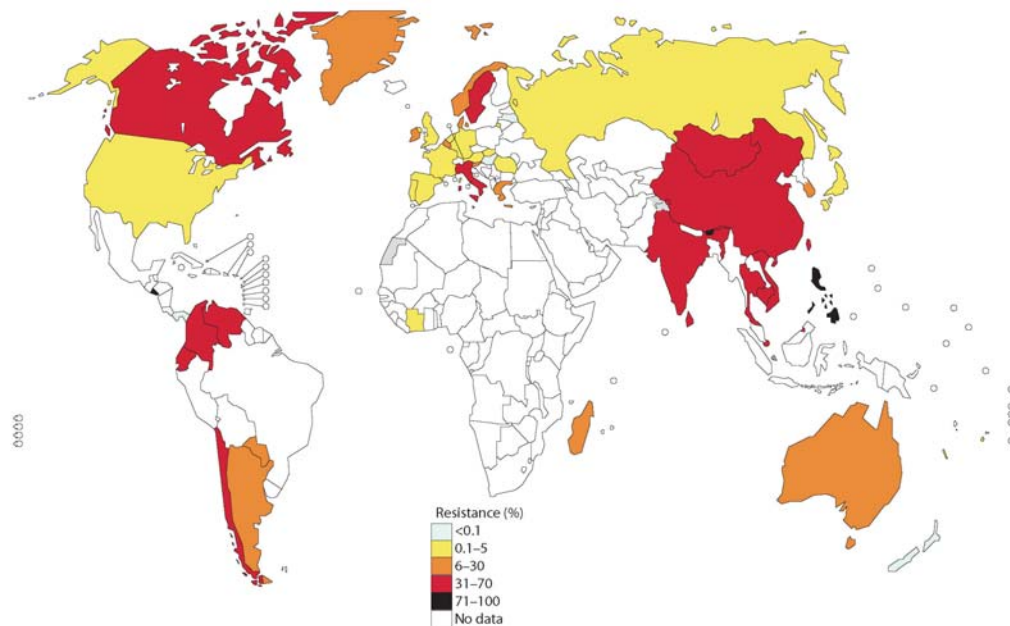 Resistance (%)
<0.1
0.1–5
6–30
31–70
71–100
No data